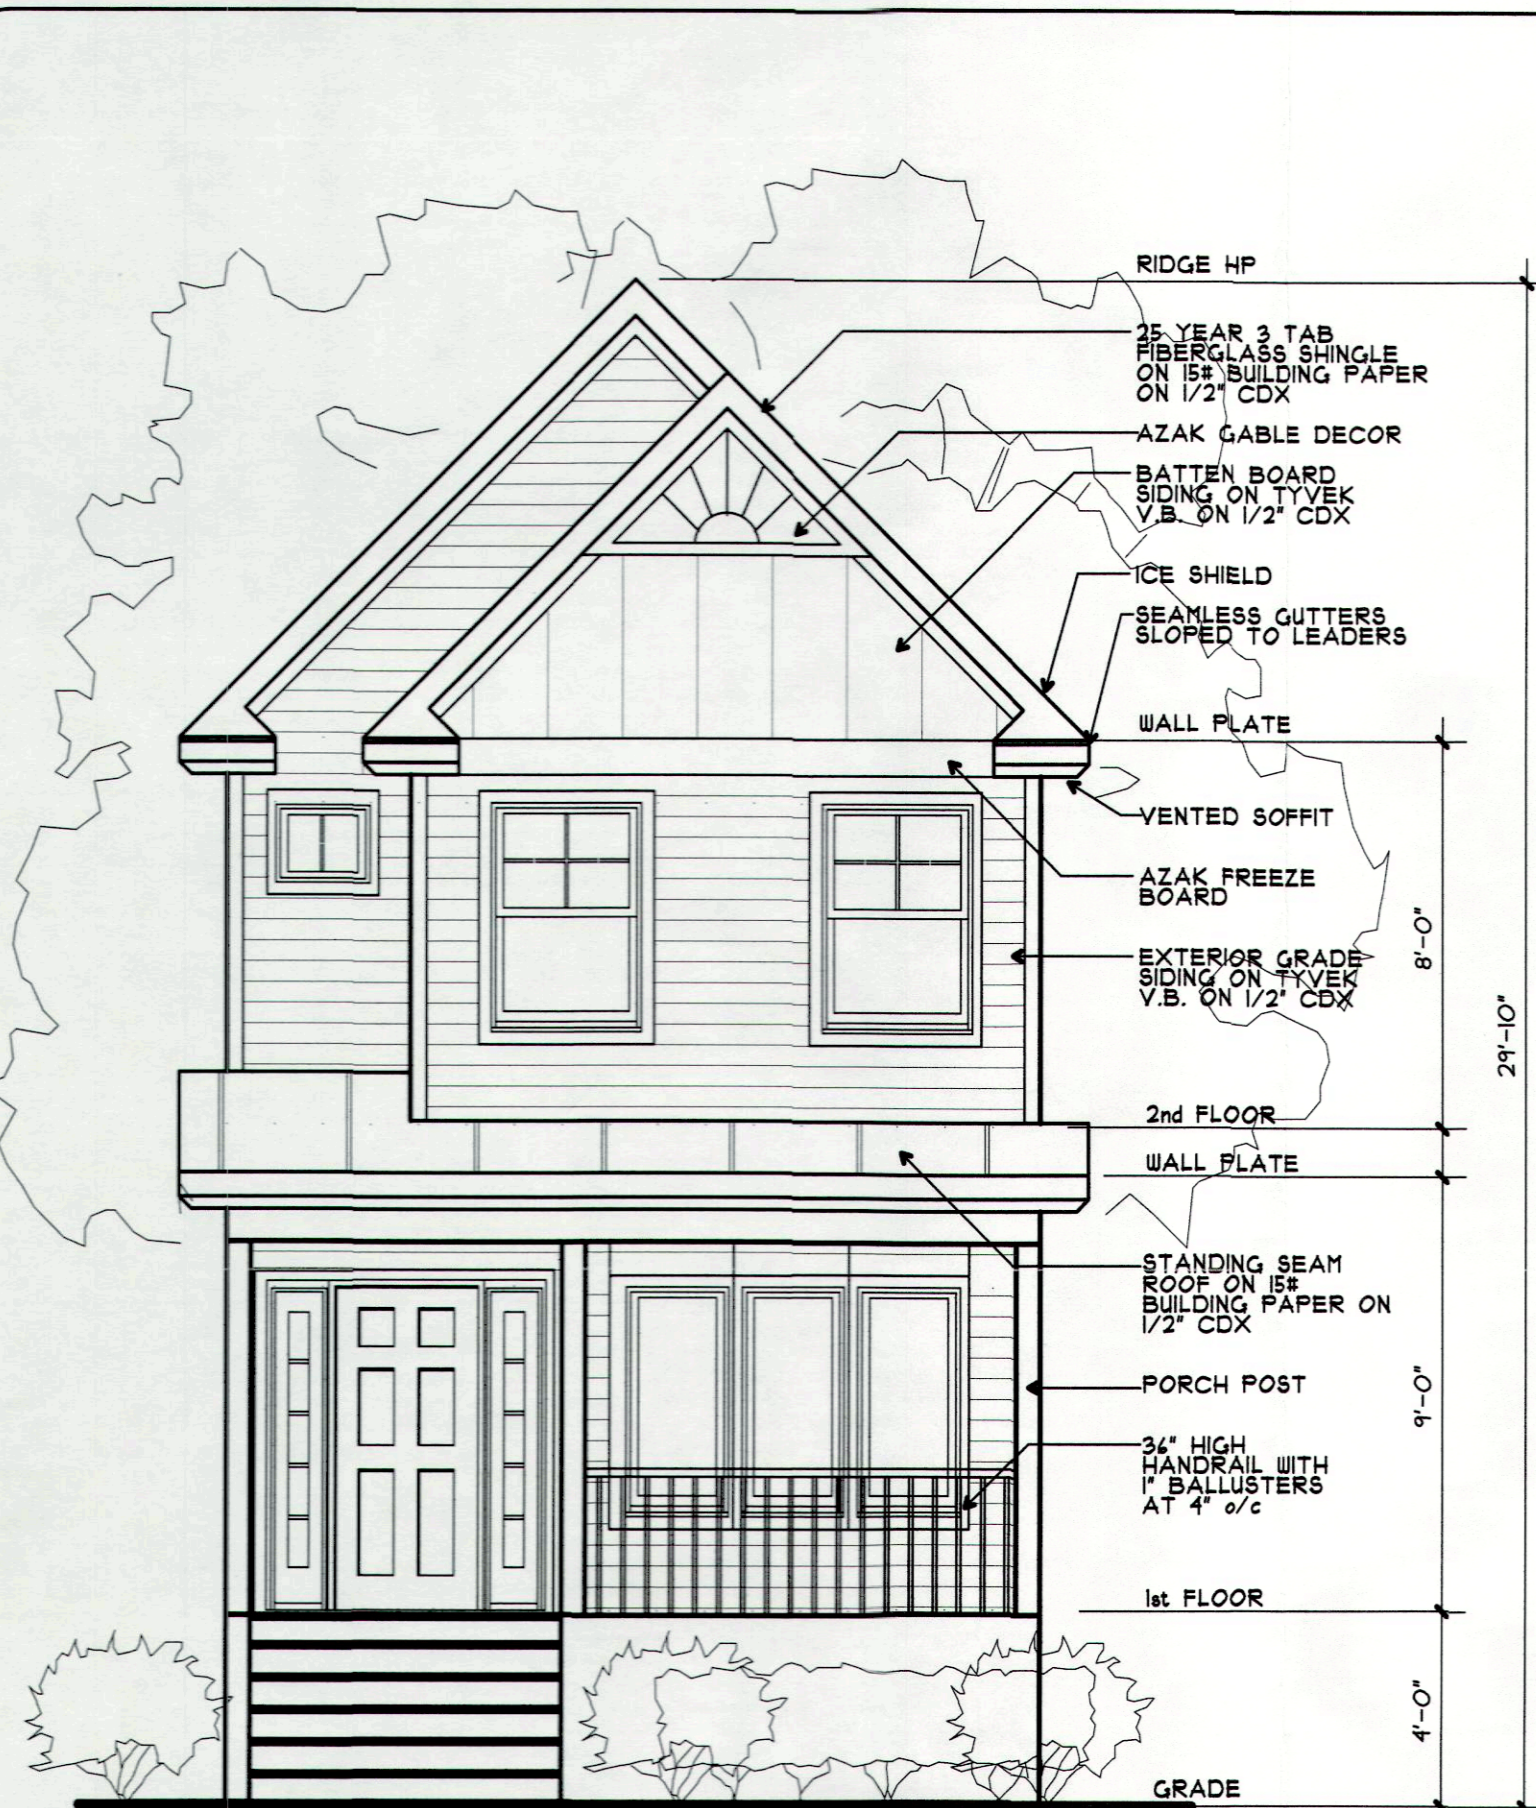 RIDGE HP
25 YEAR 3 TAB
FIBERGLASS SHINGLE
ON 15# BUILDING PAPER
ON 1/2" CDX
AZAK GABLE DECOR
BATTEN BOARD
SIDING ON TYVEK
V.B. ON 1/2" CDX
ICE SHIELD
SEAMLESS GUTTERS
SLOPED TO LEADERS
WALL PLATE
VENTED SOFFIT
AZAK FREEZE
BOARD
EXTERIOR GRADE
SIDING ON TYVEK
V.B. ON 1/2" CDX
8'-0"
29'-10"
2nd FLOOR
WALL PLATE
STANDING SEAM
ROOF ON 15#
BUILDING PAPER ON
1/2" CDX
PORCH POST
9'-0"
36" HIGH
HANDRAIL WITH
1" BALLUSTERS
AT 4" o/c
1st FLOOR
4'-0"
GRADE